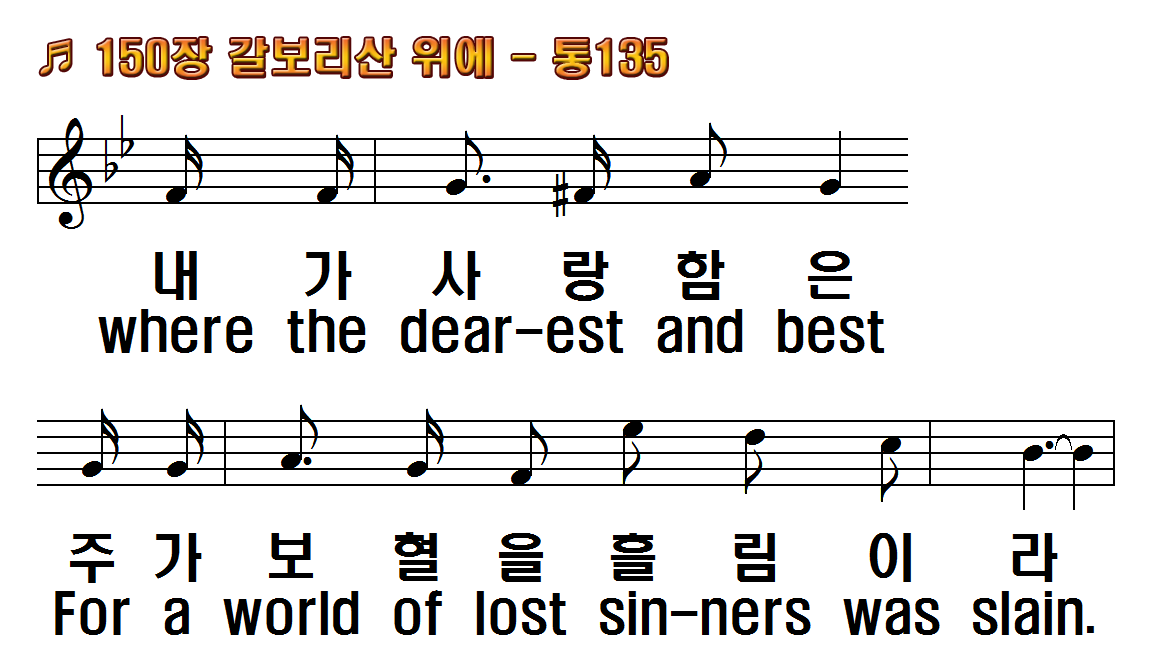 ♬ 150장 갈보리산 위에 - 통135
내 가 사 랑 함 은
where the dear-est and best
주 가 보 혈 을 흘 림 이 라
For a world of lost sin-ners was slain.